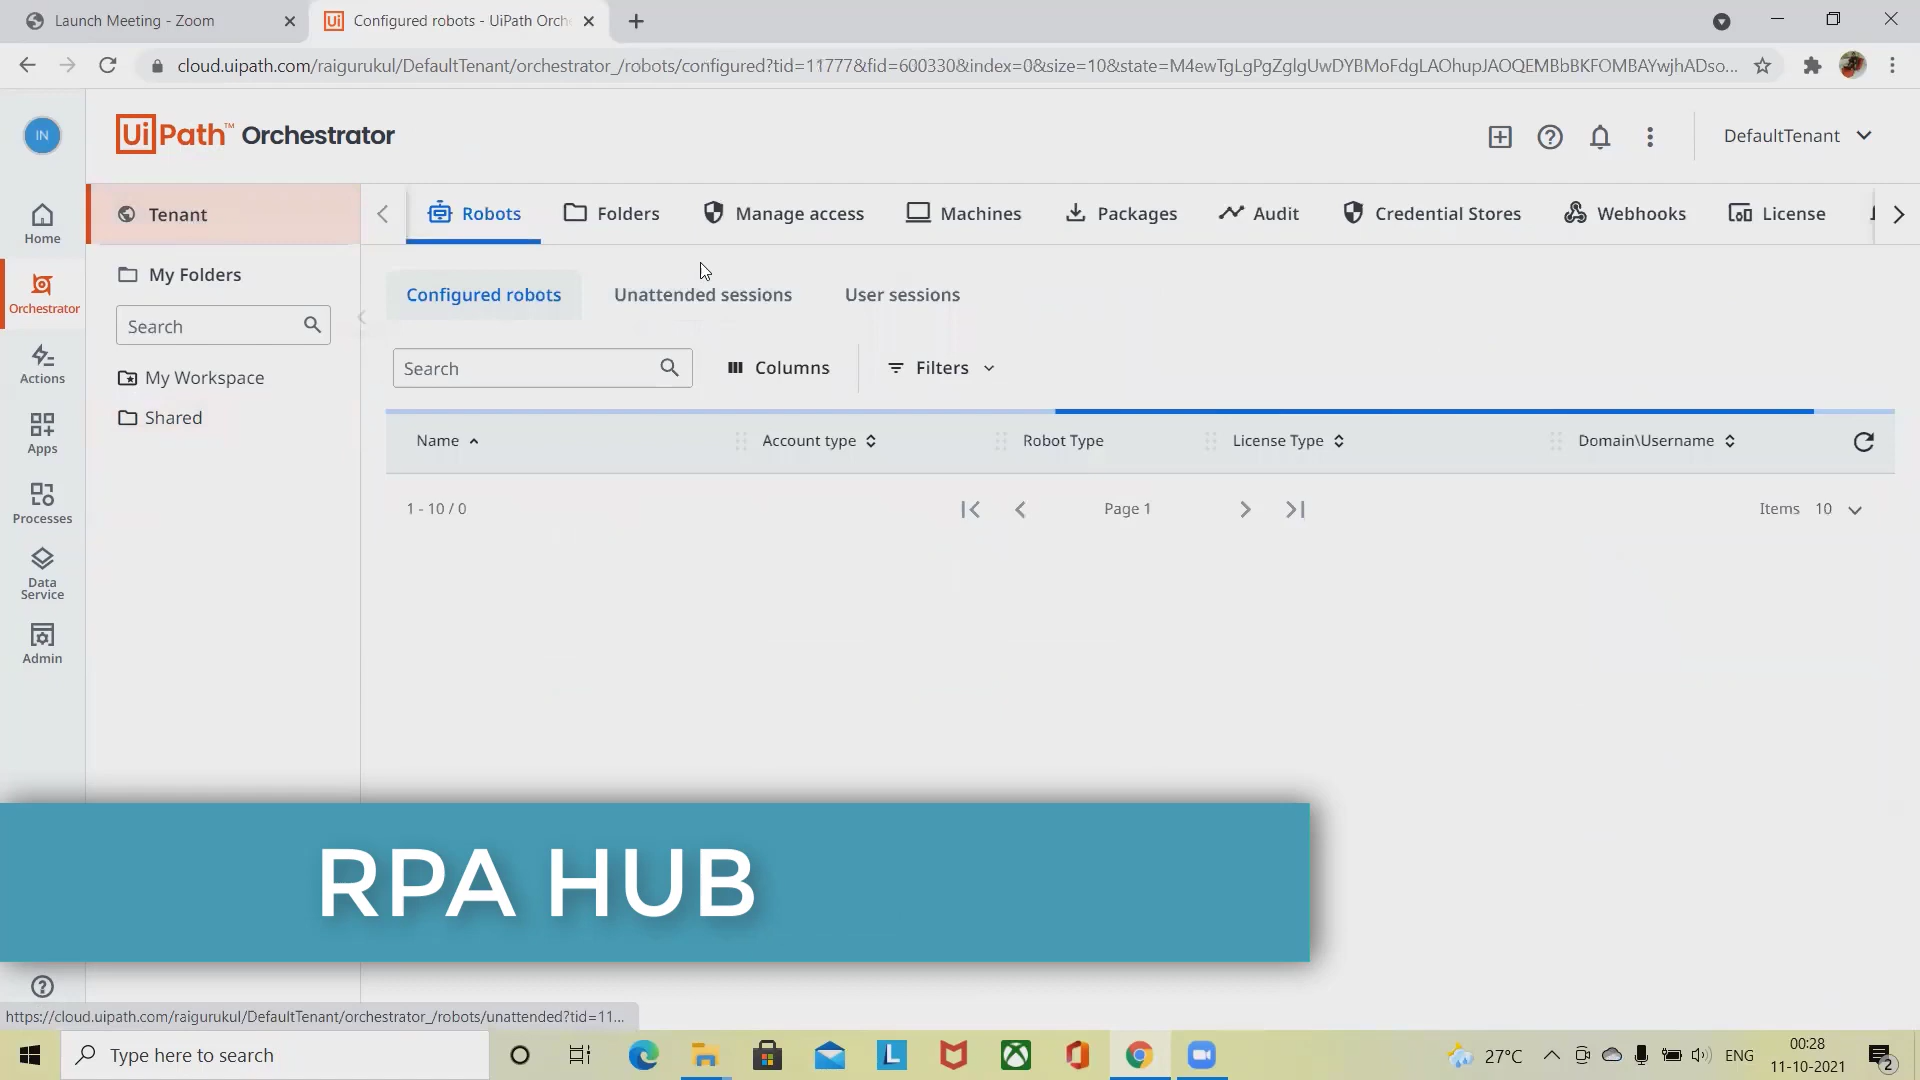 Launch Meeting - Zoom
Configured robots - UiPath Orch
cloud.uipath.com/raigurukul/DefaultTenant/orchestrator_/robots/configured?tid=11777&fid=600330&index=0&size=10&state=M4ewTgLgPgZglgUwDYBMoFdgLAOhupJAOQEMBbBKFOMBAYwjhADso...
IN
UiPath™ Orchestrator
DefaultTenant
Home
Orchestrator
Actions
Apps
Processes
Data
Service
Admin
Tenant
My Folders
Search
My Workspace
Shared
Robots
Folders
Manage access
Machines
Packages
Audit
Credential Stores
Webhooks
License
Configured robots
Unattended sessions
User sessions
Search
Columns
Filters
Name
Account type
Robot Type
License Type
Domain\Username
1 - 10 / 0
Page 1
Items 10
RPA HUB
https://cloud.uipath.com/raigurukul/DefaultTenant/orchestrator_/robots/unattended?tid=11...
Type here to search
L
27°C
ENG
00:28
11-10-2021
2